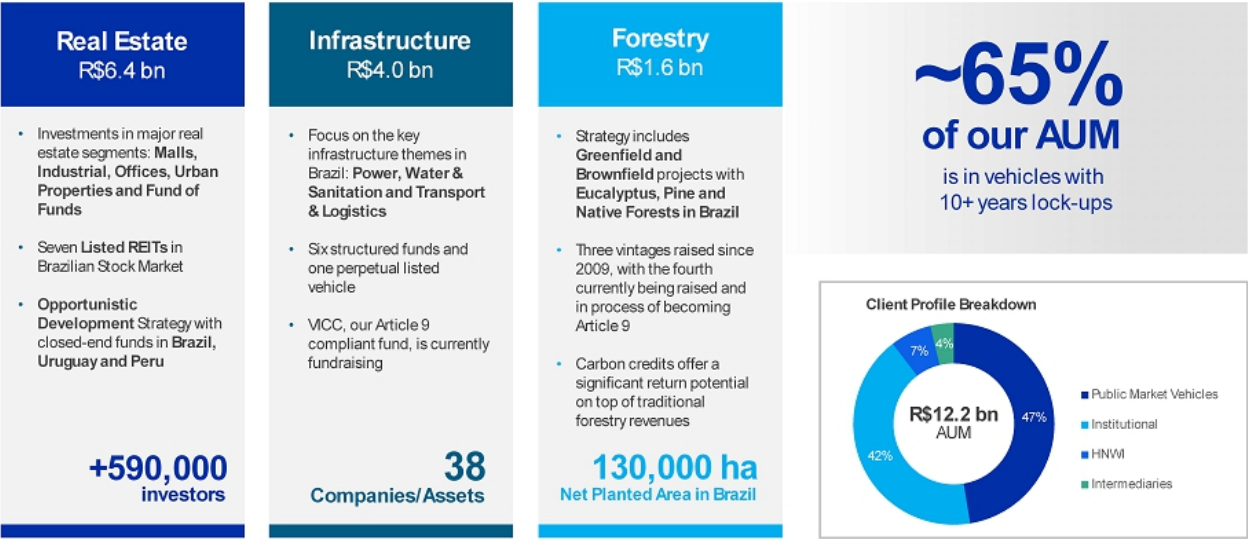 Real Estate
R$6.4 bn
• Investments in major real
estate segments: Malls,
Industrial, Offices, Urban
Properties and Fund of
Funds
• Seven Listed REITs in
Brazilian Stock Market
• Opportunistic
Development Strategy with
closed-end funds in Brazil,
Uruguay and Peru
+590,000
investors
Infrastructure
R$4.0 bn
• Focus on the key
infrastructure themes in
Brazil: Power, Water &
Sanitation and Transport
& Logistics
• Six structured funds and
one perpetual listed
vehicle
• VICC, our Article 9
compliant fund, is currently
fundraising
38
Companies/Assets
Forestry
R$1.6 bn
• Strategy includes
Greenfield and
Brownfield projects with
Eucalyptus, Pine and
Native Forests in Brazil
• Three vintages raised since
2009, with the fourth
currently being raised and
in process of becoming
Article 9
• Carbon credits offer a
significant return potential
on top of traditional
forestry revenues
130,000 ha
Net Planted Area in Brazil
~65%
of our AUM
is in vehicles with
10+ years lock-ups
Client Profile Breakdown
7%
4%
47%
42%
R$12.2 bn
AUM
Public Market Vehicles
Institutional
HNWI
Intermediaries